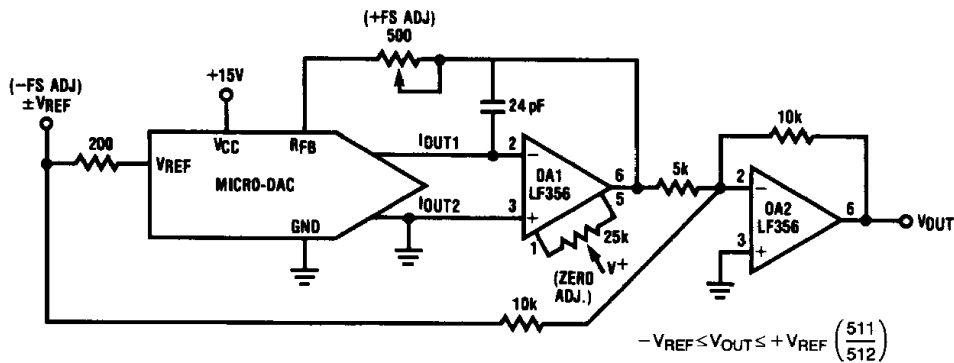 (+FS ADJ)
500
(−FS ADJ)
±VREF
+15V
24 pF
10k
200
VCC
RFB
IOUT1
2
−
6
VREF
MICRO-DAC
OA1
LF356
5k
2
−
5
IOUT2
3
+
OA2
LF356
6
VOUT
GND
1
25k
V+
3
+
(ZERO
ADJ.)
10k
−VREF ≤ VOUT ≤ +VREF (511/512)